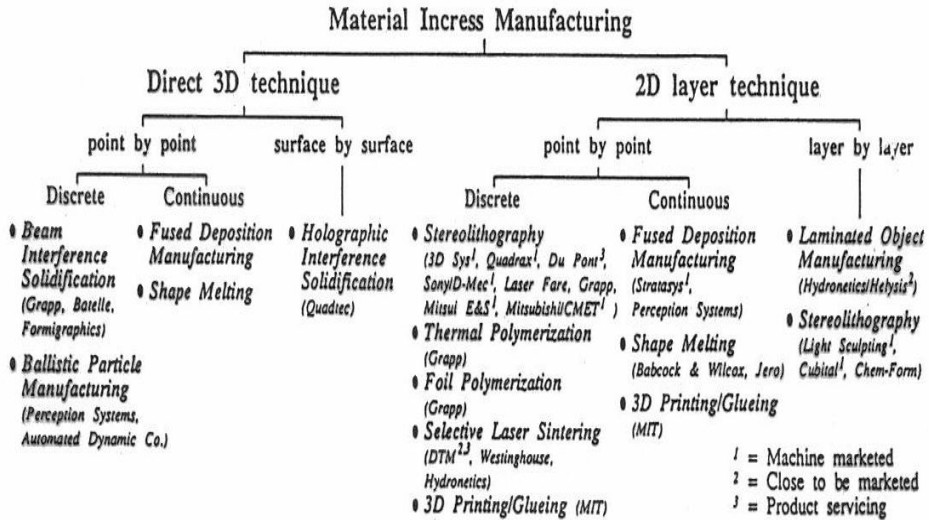 Material Incress Manufacturing
Direct 3D technique
2D layer technique
point by point
surface by surface
point by point
layer by layer
Discrete
Continuous
Discrete
Continuous
• Beam
Interference
Solidification
(Grapp, Batelle,
Formigraphics)
• Ballistic Particle
Manufacturing
(Perception Systems,
Automated Dynamic Co.)
• Fused Deposition
Manufacturing
• Shape Melting
• Holographic
Interference
Solidification
(Quadtec)
• Stereolithography
(3D Sys¹, Quadrax¹, Du Pont³,
Sony/D-Mec¹, Laser Fare, Grapp,
Mitsui E&S¹, Mitsubishi/CMET¹ )
• Thermal Polymerization
(Grapp)
• Foil Polymerization
(Grapp)
• Selective Laser Sintering
(DTM²,³, Westinghouse,
Hydronetics)
• 3D Printing/Glueing (MIT)
• Fused Deposition
Manufacturing
(Stratasys¹,
Perception Systems)
• Shape Melting
(Babcock & Wilcox, Jero)
• 3D Printing/Glueing
(MIT)
• Laminated Object
Manufacturing
(Hydronetics/Helysis²)
• Stereolithography
(Light Sculpting¹,
Cubital¹, Chem-Form)
¹ = Machine marketed
² = Close to be marketed
³ = Product servicing